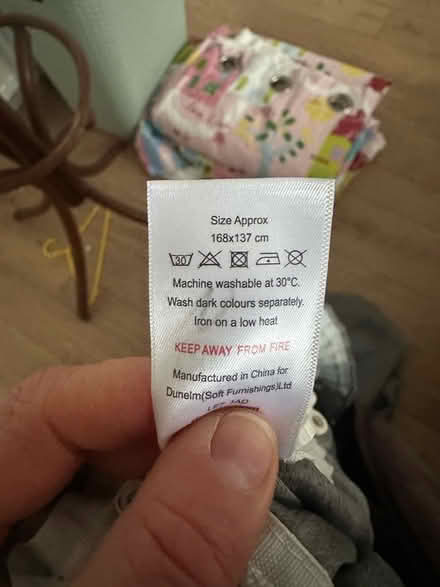 Size Approx
168x137 cm
30
Machine washable at 30°C.
Wash dark colours separately.
Iron on a low heat
KEEP AWAY FROM FIRE
Manufactured in China for
Dunelm(Soft Furnishings)Ltd